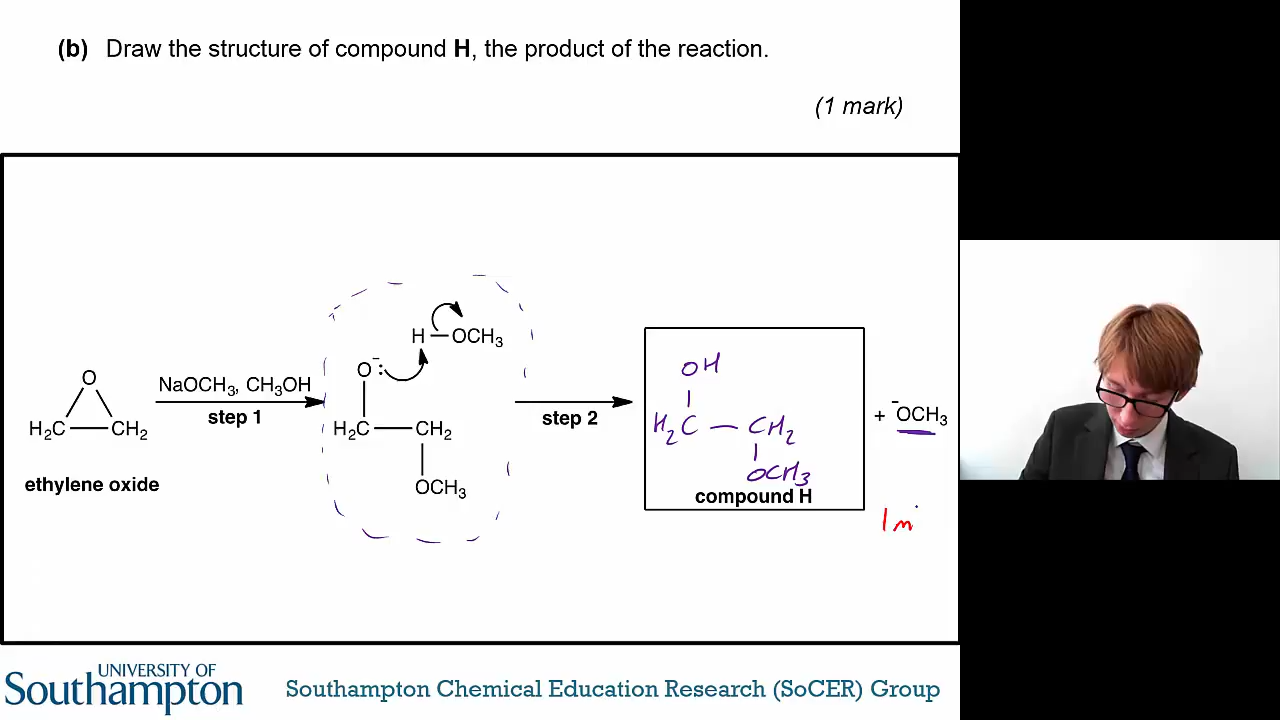 (b) Draw the structure of compound H, the product of the reaction.
(1 mark)
H—OCH₃
O⁻:
O
OH
NaOCH₃, CH₃OH
step 1
step 2
H₂C—CH₂
H₂C—CH₂
H₂C — CH₂
+ ⁻OCH₃
OCH₃
OCH₃
ethylene oxide
compound H
1 m
UNIVERSITY OF
Southampton
Southampton Chemical Education Research (SoCER) Group